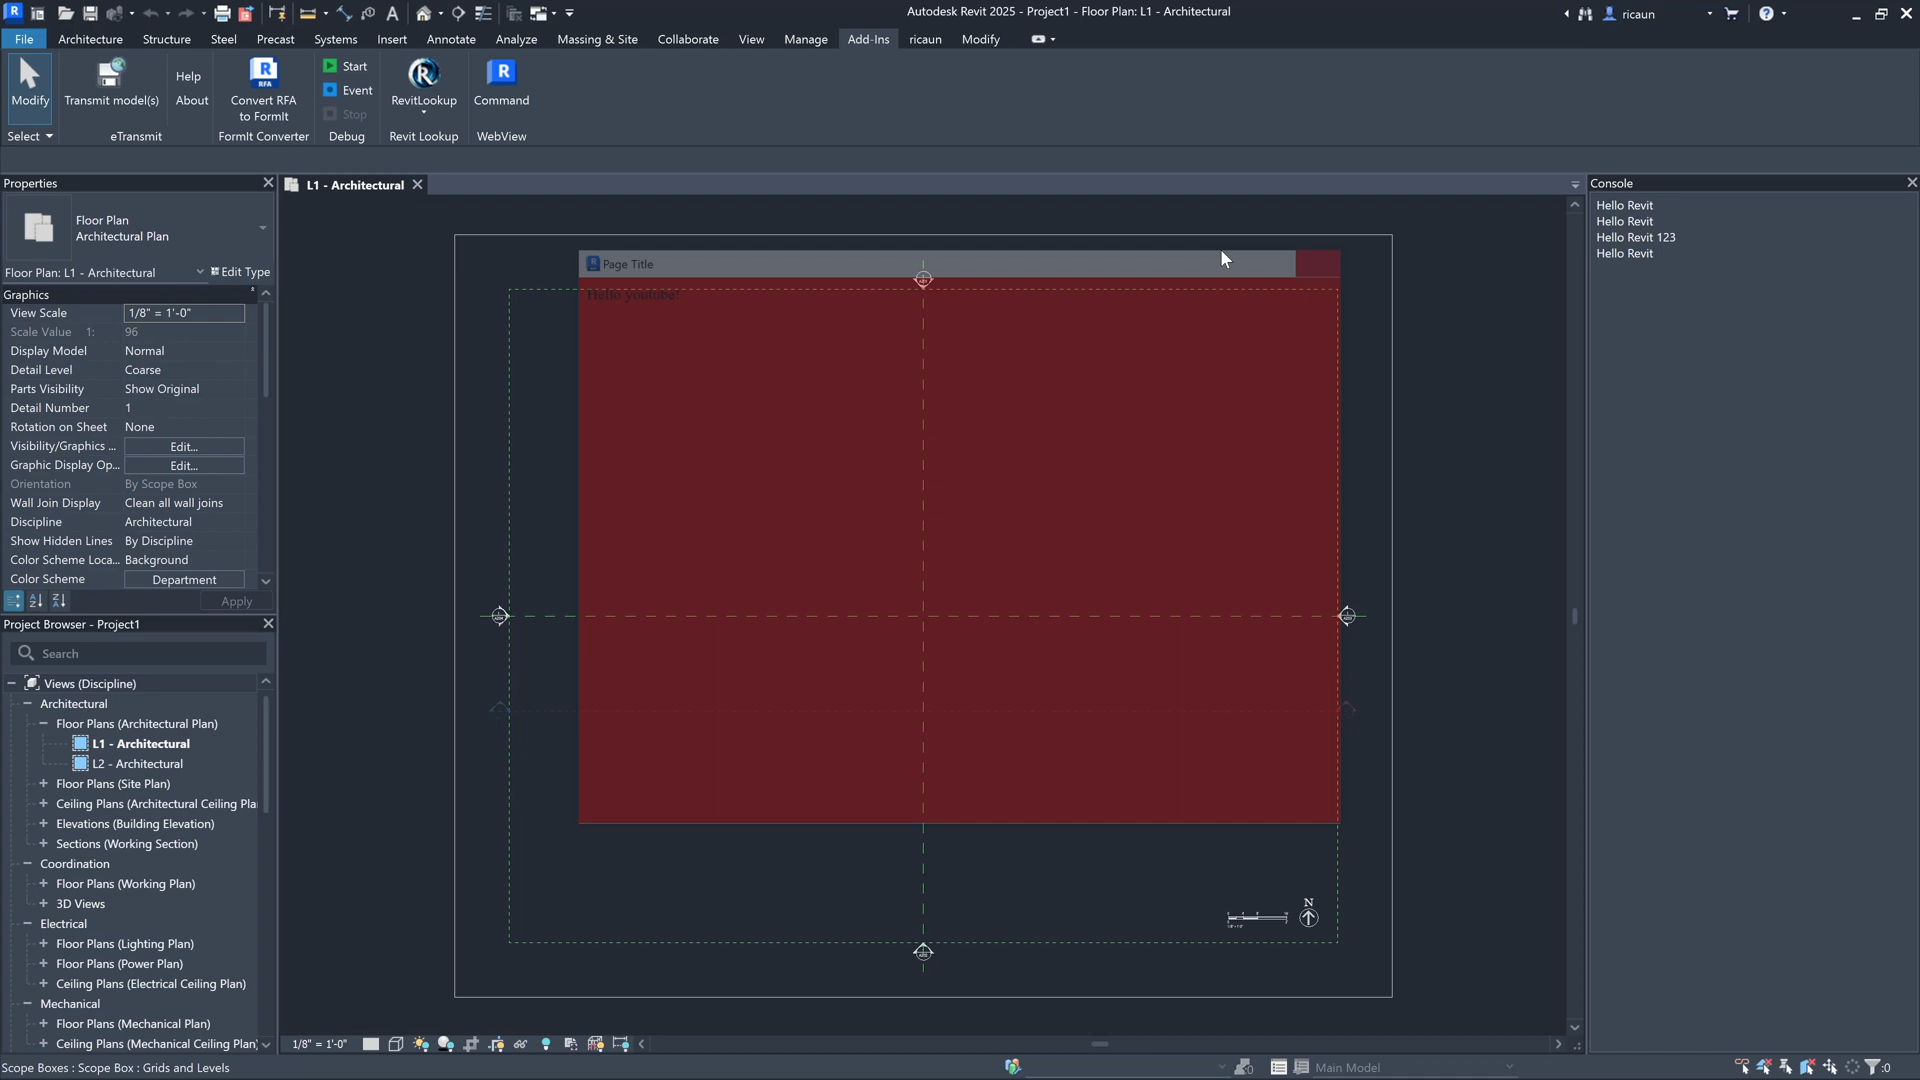 Autodesk Revit 2025 - Project1 - Floor Plan: L1 - Architectural
ricaun
File
Architecture
Structure
Steel
Precast
Systems
Insert
Annotate
Analyze
Massing & Site
Collaborate
View
Manage
Add-Ins
ricaun
Modify
Modify
Transmit model(s)
Help
About
Convert RFA
to FormIt
Start
Event
Stop
RevitLookup
Command
Select
eTransmit
FormIt Converter
Debug
Revit Lookup
WebView
Properties
Floor Plan
Architectural Plan
Floor Plan: L1 - Architectural
Edit Type
Graphics
View Scale 1/8" = 1'-0"
Scale Value 1: 96
Display Model Normal
Detail Level Coarse
Parts Visibility Show Original
Detail Number 1
Rotation on Sheet None
Visibility/Graphics ... Edit...
Graphic Display Op... Edit...
Orientation By Scope Box
Wall Join Display Clean all wall joins
Discipline Architectural
Show Hidden Lines By Discipline
Color Scheme Loca... Background
Color Scheme Department
Apply
Project Browser - Project1
Search
Views (Discipline)
Architectural
Floor Plans (Architectural Plan)
L1 - Architectural
L2 - Architectural
Floor Plans (Site Plan)
Ceiling Plans (Architectural Ceiling Pla
Elevations (Building Elevation)
Sections (Working Section)
Coordination
Floor Plans (Working Plan)
3D Views
Electrical
Floor Plans (Lighting Plan)
Floor Plans (Power Plan)
Ceiling Plans (Electrical Ceiling Plan)
Mechanical
Floor Plans (Mechanical Plan)
Ceiling Plans (Mechanical Ceiling Plan)
L1 - Architectural
Page Title
Hello youtube!
N
1/8" = 1'-0"
Console
Hello Revit
Hello Revit
Hello Revit 123
Hello Revit
Scope Boxes : Scope Box : Grids and Levels
Main Model
:0